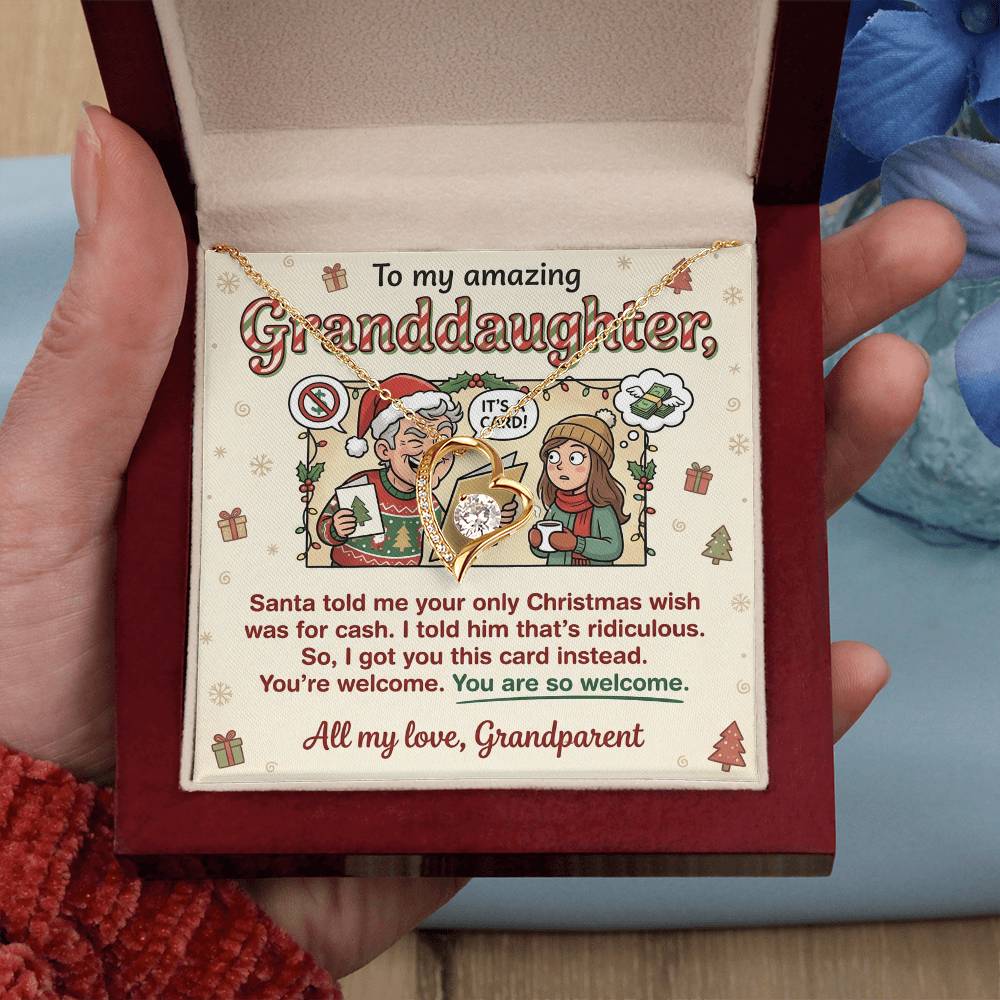 To my amazing
Granddaughter,
IT'S A
CARD!
Santa told me your only Christmas wish
was for cash. I told him that's ridiculous.
So, I got you this card instead.
You're welcome. You are so welcome.
All my love, Grandparent